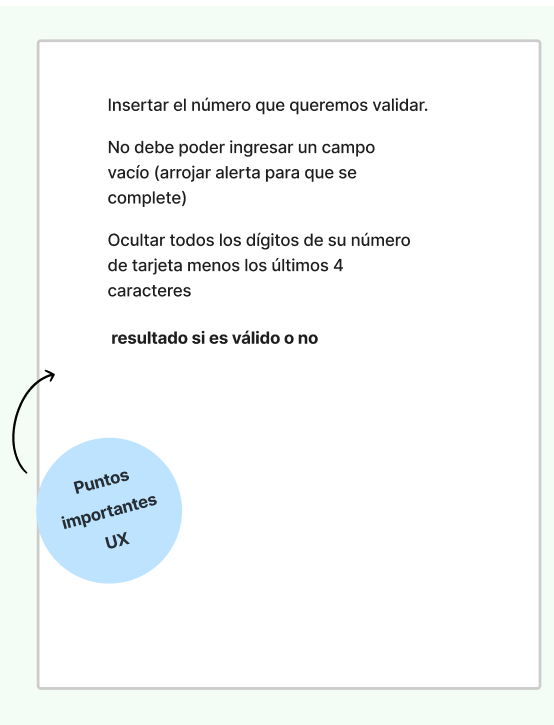 Insertar el número que queremos validar.
No debe poder ingresar un campo
vacío (arrojar alerta para que se
complete)
Ocultar todos los dígitos de su número
de tarjeta menos los últimos 4
caracteres
resultado si es válido o no
Puntos
importantes
UX